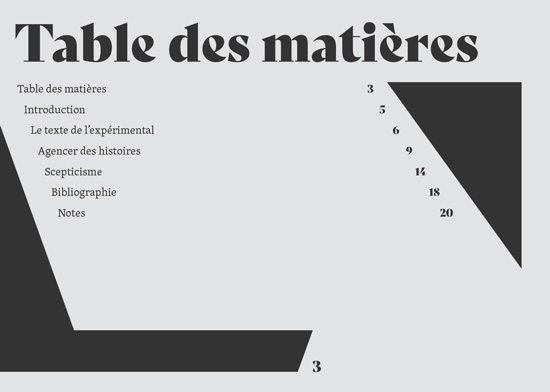 Table des matières
Table des matières 3
Introduction 5
Le texte de l’expérimental 6
Agencer des histoires 9
Scepticisme 14
Bibliographie 18
Notes 20
3